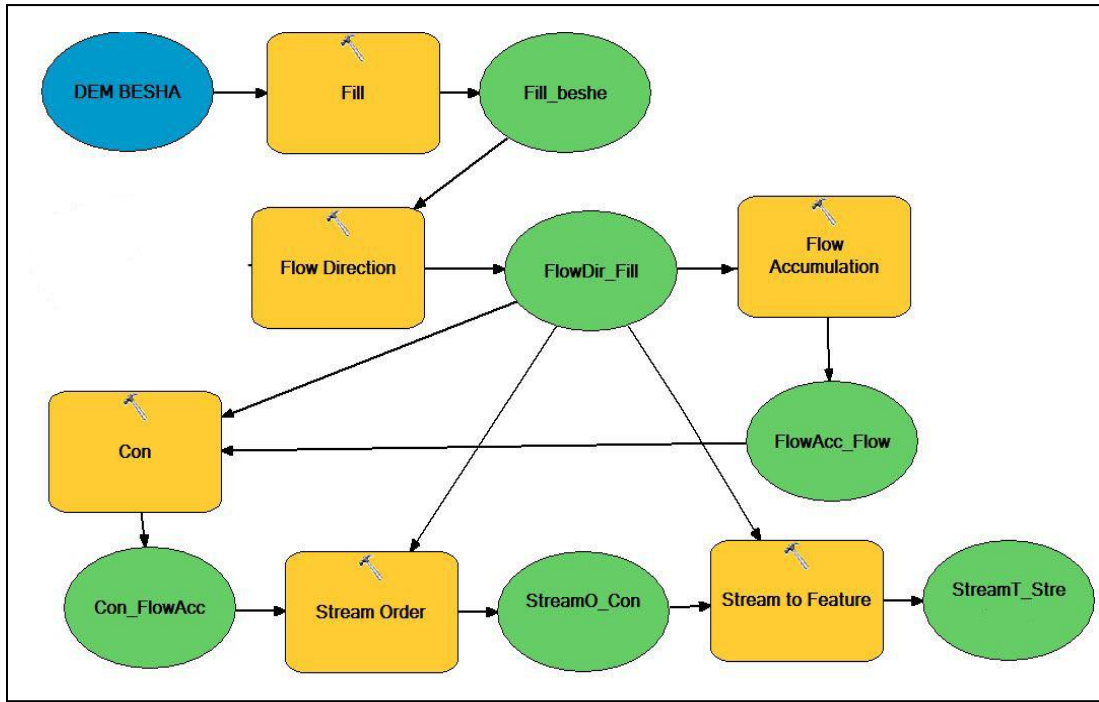 DEM BESHA
Fill
Fill_beshe
Flow Direction
FlowDir_Fill
Flow
Accumulation
Con
FlowAcc_Flow
Con_FlowAcc
Stream Order
StreamO_Con
Stream to Feature
StreamT_Stre